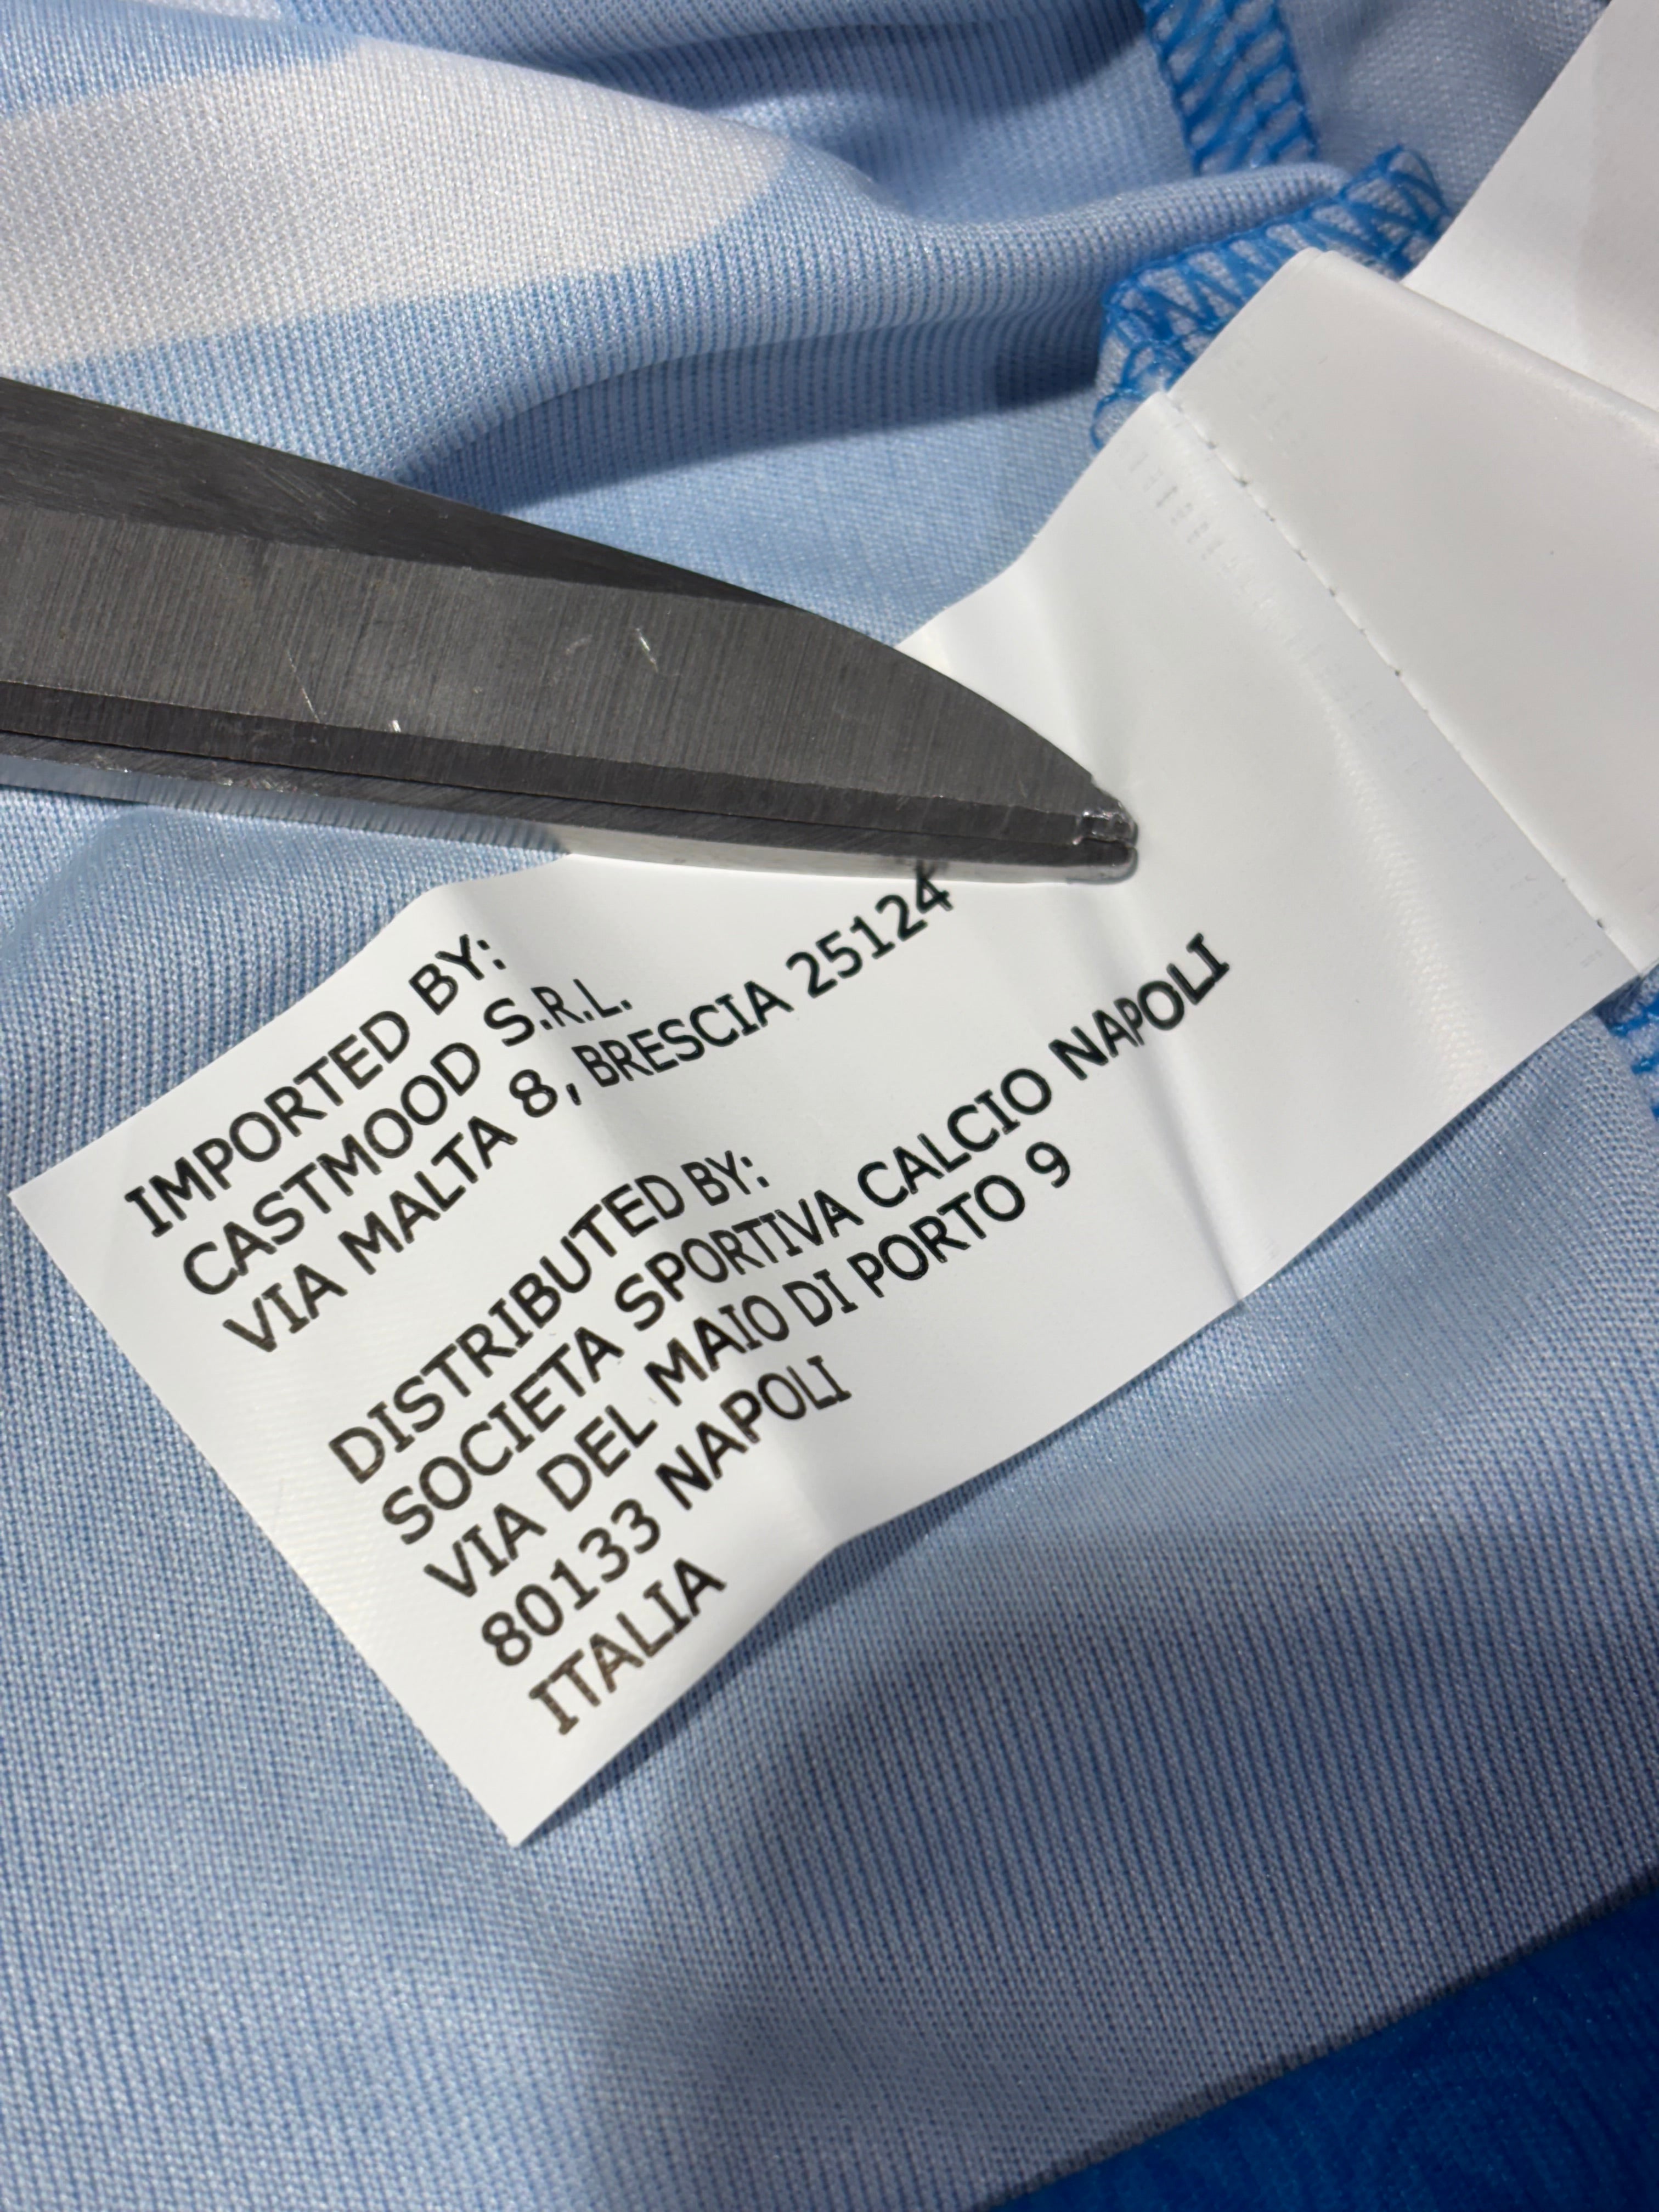 IMPORTED BY:
CASTMOOD S.R.L.
VIA MALTA 8, BRESCIA 25124
DISTRIBUTED BY:
SOCIETA SPORTIVA CALCIO NAPOLI
VIA DEL MAIO DI PORTO 9
80133 NAPOLI
ITALIA